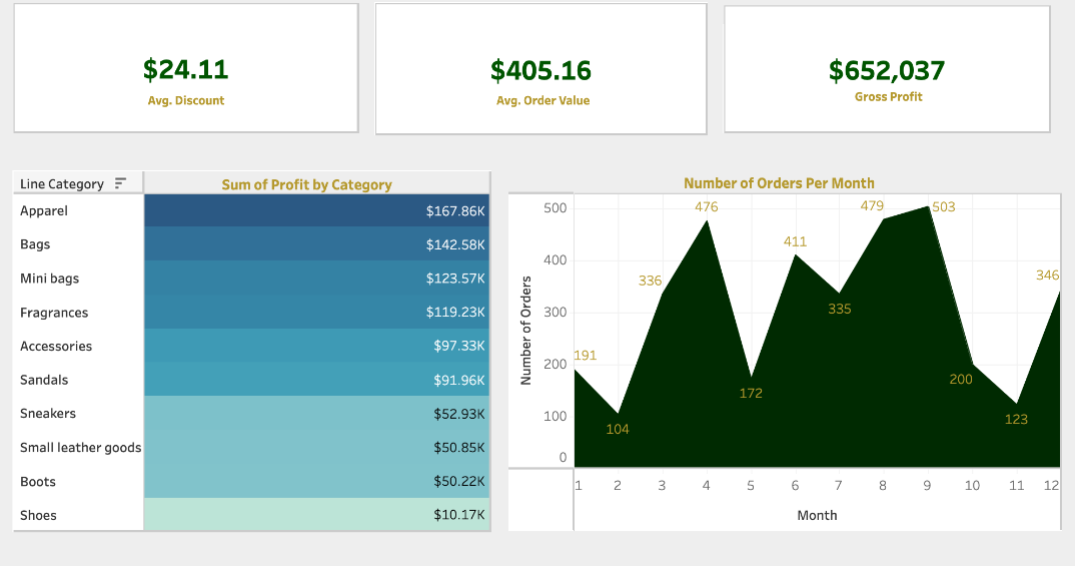 $24.11
Avg. Discount
$405.16
Avg. Order Value
$652,037
Gross Profit
Line Category
Sum of Profit by Category
Apparel $167.86K
Bags $142.58K
Mini bags $123.57K
Fragrances $119.23K
Accessories $97.33K
Sandals $91.96K
Sneakers $52.93K
Small leather goods $50.85K
Boots $50.22K
Shoes $10.17K
Number of Orders Per Month
Number of Orders
500
400
300
200
100
0
191
104
336
476
172
411
335
479
503
200
123
346
1 2 3 4 5 6 7 8 9 10 11 12
Month